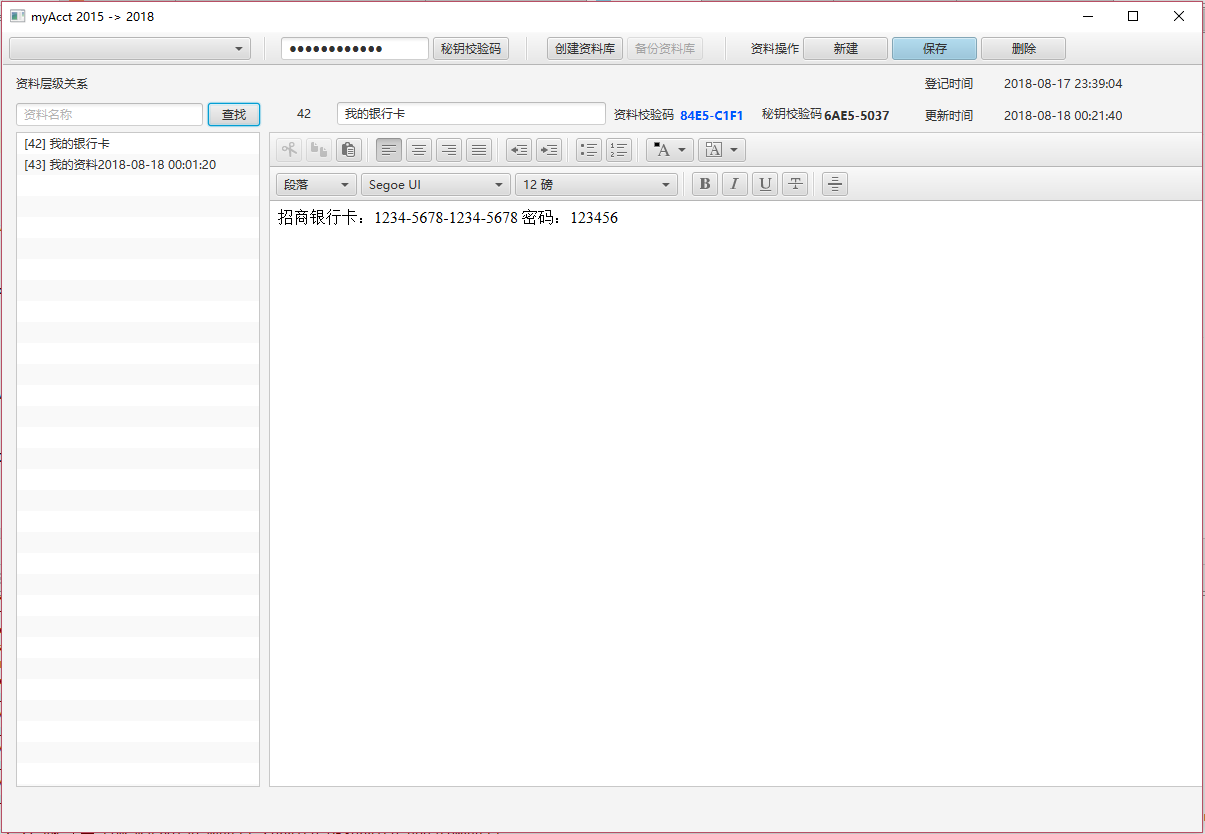 myAcct 2015 -> 2018
●●●●●●●●●●●● 秘钥校验码 创建资料库 备份资料库 资料操作 新建 保存 删除
资料层级关系 登记时间 2018-08-17 23:39:04
资料名称 查找 42 我的银行卡 资料校验码 84E5-C1F1 秘钥校验码 6AE5-5037 更新时间 2018-08-18 00:21:40
[42] 我的银行卡
[43] 我的资料2018-08-18 00:01:20
段落 Segoe UI 12 磅 B I U T
招商银行卡：1234-5678-1234-5678 密码：123456